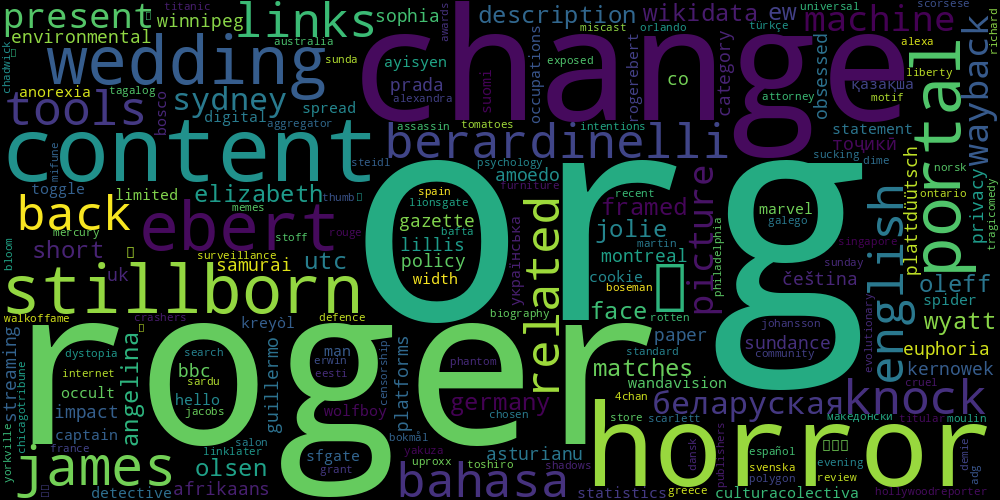 present
winnipeg
environmental
titanic
links
sophia
description
wikidata
ew
universal
scorsese
machine
chadwick
wedding
australia
sunda
change
awards
miscast
orlando
türkçe
alexa
richard
anorexia
tagalog
tools
bosco
sydney
digital
spread
aggregator
ayisyen
prada
alexandra
suomi
exposed
co
occupations
rogerebert
category
attorney
obsessed
қазақша
liberty
motif
wayback
portal
content
mifune
steidl
assassin
tomatoes
intentions
berardinelli
psychology
amoedo
furniture
recent
statement
точикӣ
sucking
dime
norsk
ontario
tragicomedy
privacy
plattdüütsch
toggle
limited
elizabeth
thumb
memes
back
mercury
ebert
stoff
rouge
spain
lionsgate
gazette
bafta
lillis
policy
width
org
framed
jolie
martin
montreal
cookie
boseman
philadelphia
picture
marvel
galego
singapore
sunday
čeština
english
oleff
spider
bloom
short
uk
surveillance
samurai
utc
українська
related
biography
face
rotten
stillborn
walkoffame
crashers
kreyòl
defence
roger
paper
standard
johansson
sundance
community
evolutionary
wyatt
euphoria
kernowek
streaming
yorkville
chicagotribune
dystopia
internet
occult
impact
captain
france
angelina
search
bbc
sardu
hello
jacobs
guillermo
man
erwin
eesti
wolfboy
censorship
platforms
phantom
germany
chosen
matches
wandavision
4chan
беларуская
store
scarlett
македонски
knock
cruel
titular
moulin
james
olsen
salon
linklater
sfgate
grant
bokmål
yakuza
uproxx
toshiro
asturianu
shadows
horror
dansk
publishers
español
svenska
polygon
evening
review
demie
adg
detective
afrikaans
bahasa
statistics
greece
culturacolectiva
hollywoodreporter